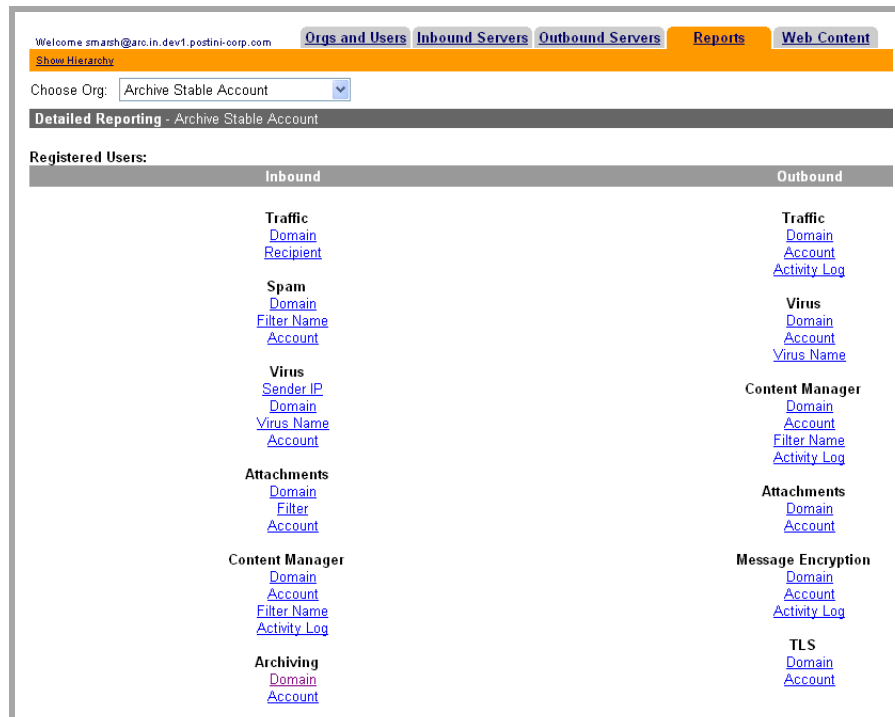 Welcome smarsh@arc.in.dev1.postini-corp.com
Orgs and Users Inbound Servers Outbound Servers Reports Web Content
Show Hierarchy
Choose Org: Archive Stable Account
Detailed Reporting - Archive Stable Account
Registered Users:
Inbound
Traffic
Domain
Recipient
Spam
Domain
Filter Name
Account
Virus
Sender IP
Domain
Virus Name
Account
Attachments
Domain
Filter
Account
Content Manager
Domain
Account
Filter Name
Activity Log
Archiving
Domain
Account
Outbound
Traffic
Domain
Account
Activity Log
Virus
Domain
Account
Virus Name
Content Manager
Domain
Account
Filter Name
Activity Log
Attachments
Domain
Account
Message Encryption
Domain
Account
Activity Log
TLS
Domain
Account